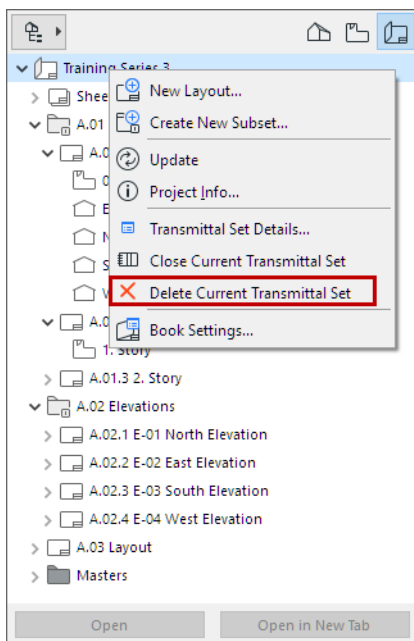 Training Series 3
Shee
New Layout...
A.01
Create New Subset...
A.0
Update
0
Project Info...
E
N
Transmittal Set Details...
S
Close Current Transmittal Set
Delete Current Transmittal Set
A.0
Book Settings...
1. Story
A.01.3 2. Story
A.02 Elevations
A.02.1 E-01 North Elevation
A.02.2 E-02 East Elevation
A.02.3 E-03 South Elevation
A.02.4 E-04 West Elevation
A.03 Layout
Masters
Open
Open in New Tab